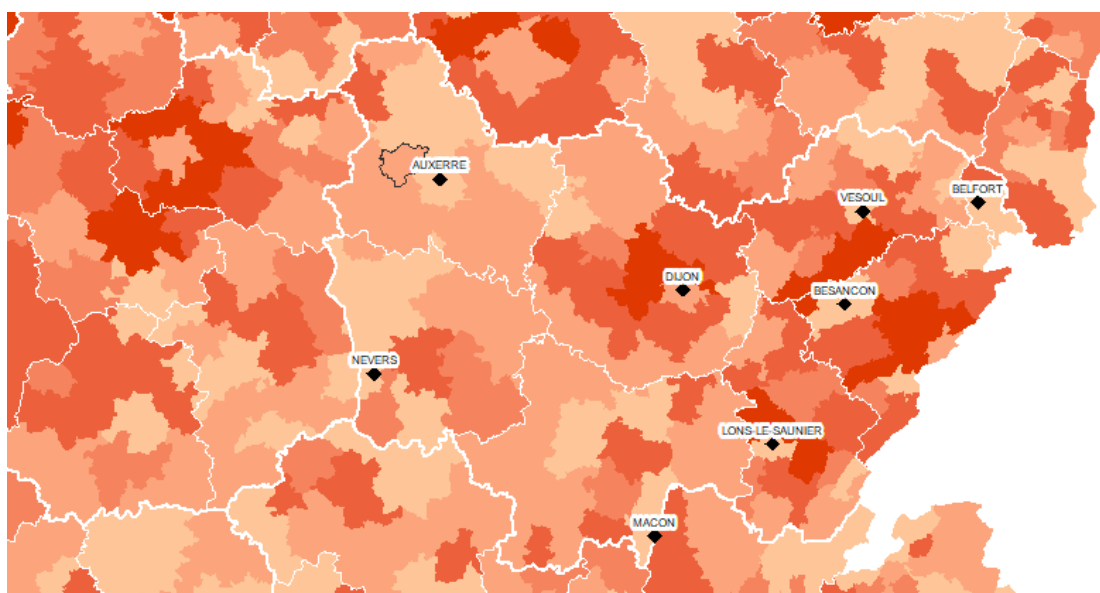 AUXERRE
BELFORT
VESOUL
DIJON
BESANCON
NEVERS
LONS-LE-SAUNIER
MACON